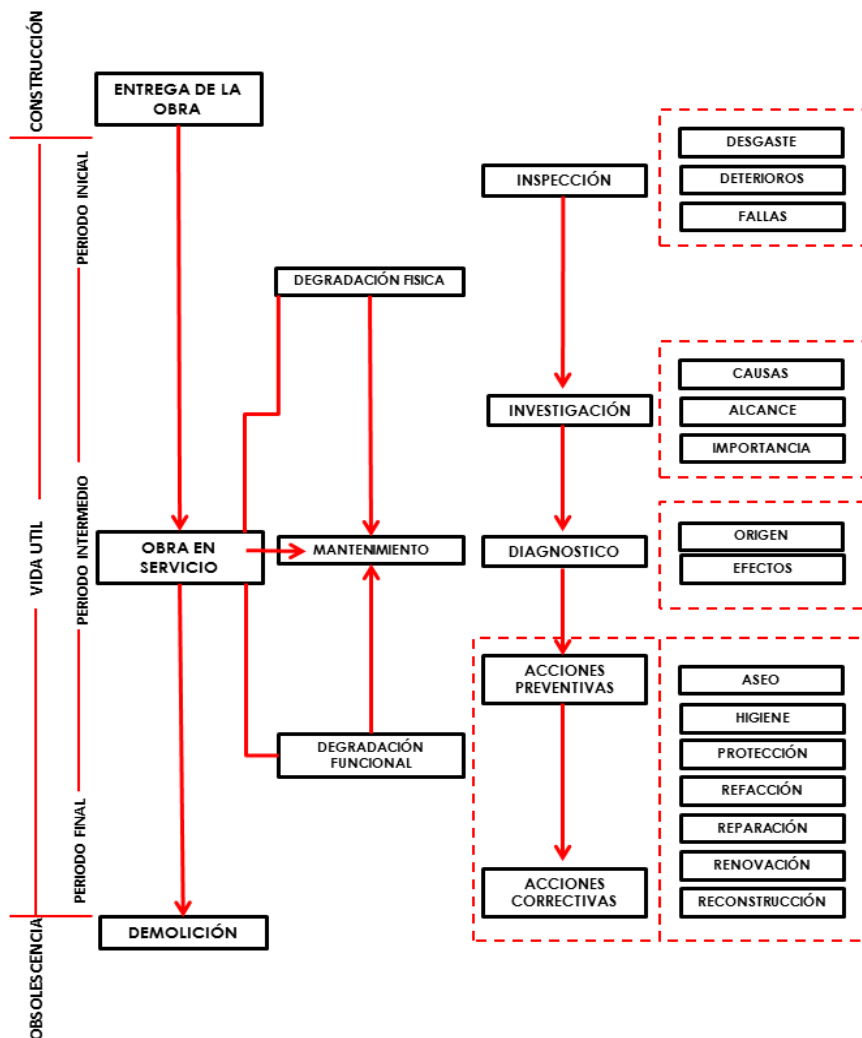 CONSTRUCCIÓN
VIDA UTIL
OBSOLESCENCIA
PERIODO INICIAL
PERIODO INTERMEDIO
PERIODO FINAL
ENTREGA DE LA
OBRA
OBRA EN
SERVICIO
DEMOLICIÓN
DEGRADACIÓN FISICA
MANTENIMIENTO
DEGRADACIÓN
FUNCIONAL
INSPECCIÓN
INVESTIGACIÓN
DIAGNOSTICO
ACCIONES
PREVENTIVAS
ACCIONES
CORRECTIVAS
DESGASTE
DETERIOROS
FALLAS
CAUSAS
ALCANCE
IMPORTANCIA
ORIGEN
EFECTOS
ASEO
HIGIENE
PROTECCIÓN
REFACCIÓN
REPARACIÓN
RENOVACIÓN
RECONSTRUCCIÓN